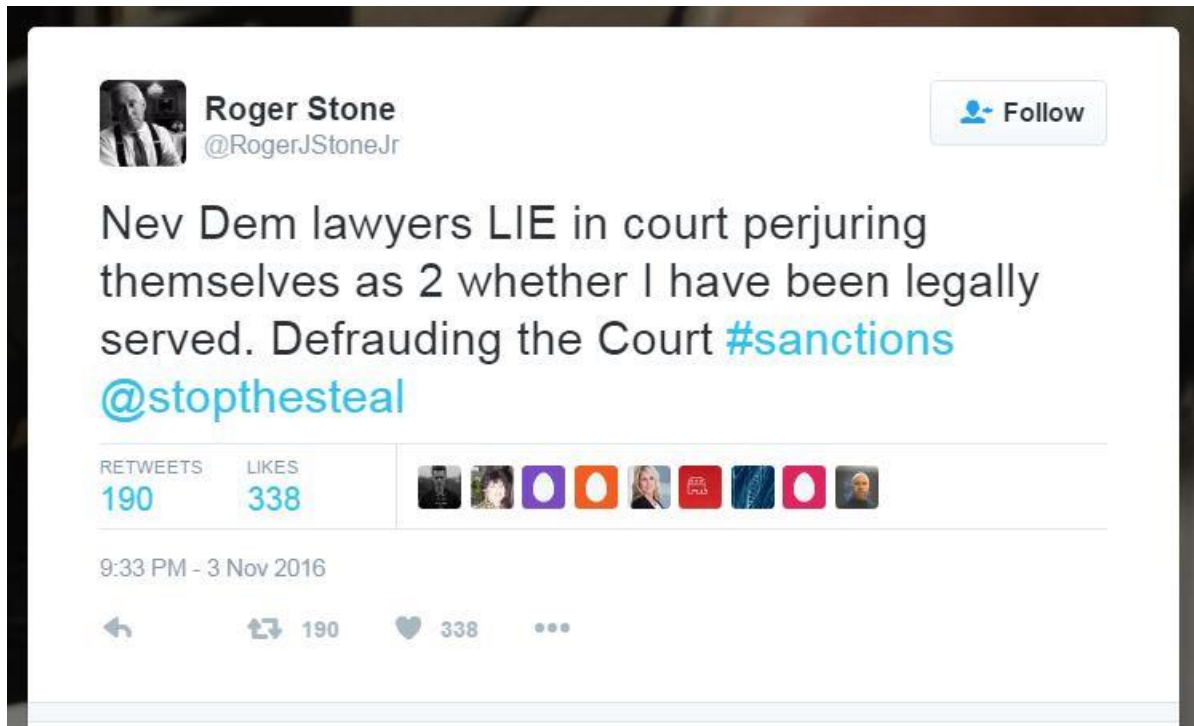 Roger Stone
@RogerJStoneJr
Follow
Nev Dem lawyers LIE in court perjuring
themselves as 2 whether I have been legally
served. Defrauding the Court #sanctions
@stopthesteal
RETWEETS LIKES
190 338
9:33 PM - 3 Nov 2016
190 338